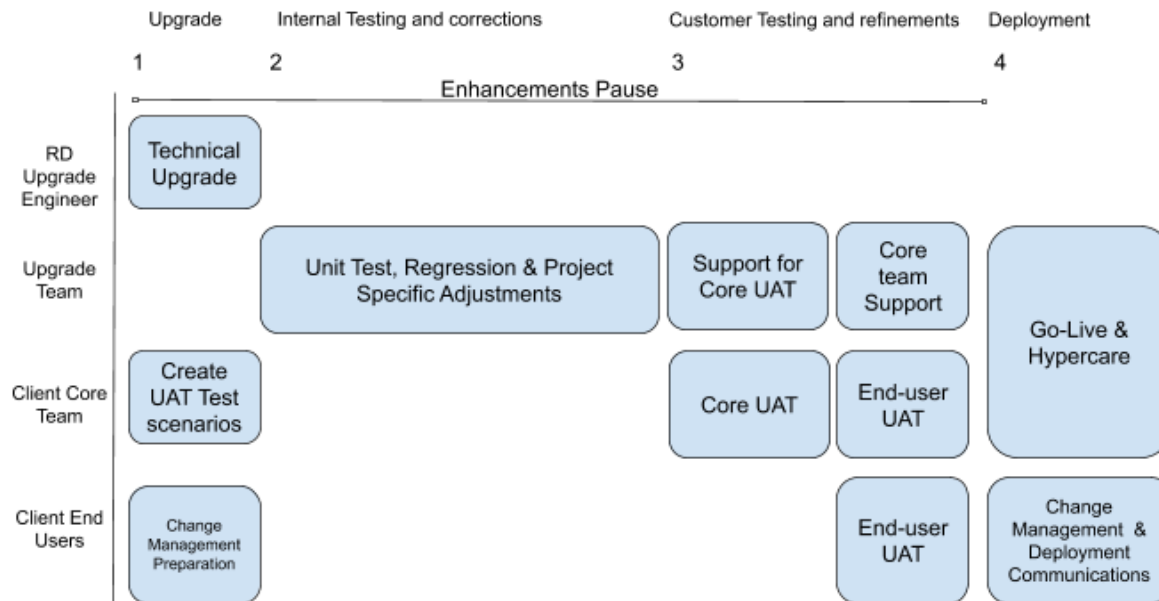 Upgrade
Internal Testing and corrections
Customer Testing and refinements
Deployment
1
2
3
4
Enhancements Pause
RD
Upgrade
Engineer
Technical
Upgrade
Upgrade
Team
Unit Test, Regression & Project
Specific Adjustments
Support for
Core UAT
Core
team
Support
Go-Live &
Hypercare
Client Core
Team
Create
UAT Test
scenarios
Core UAT
End-user
UAT
Client End
Users
Change
Management
Preparation
End-user
UAT
Change
Management &
Deployment
Communications